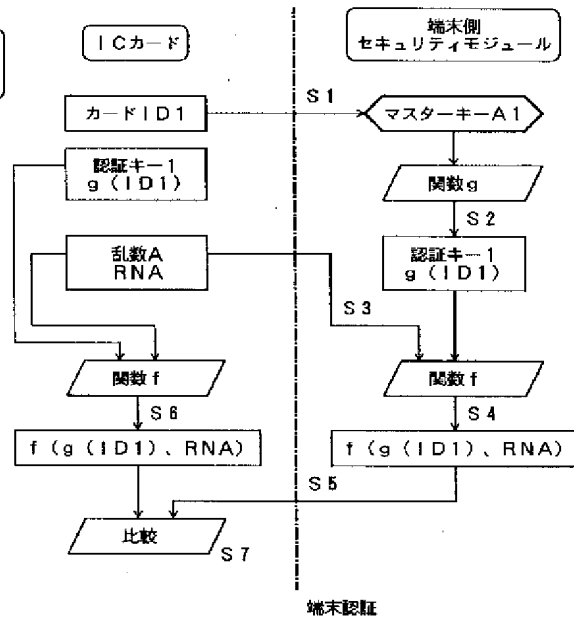 ICカード
端末側
セキュリティモジュール
カードID1
S1
マスターキーA1
認証キー1
g(ID1)
関数g
S2
乱数A
RNA
認証キー1
g(ID1)
S3
関数f
関数f
S6
S4
f(g(ID1)、RNA)
f(g(ID1)、RNA)
S5
比較
S7
端末認証